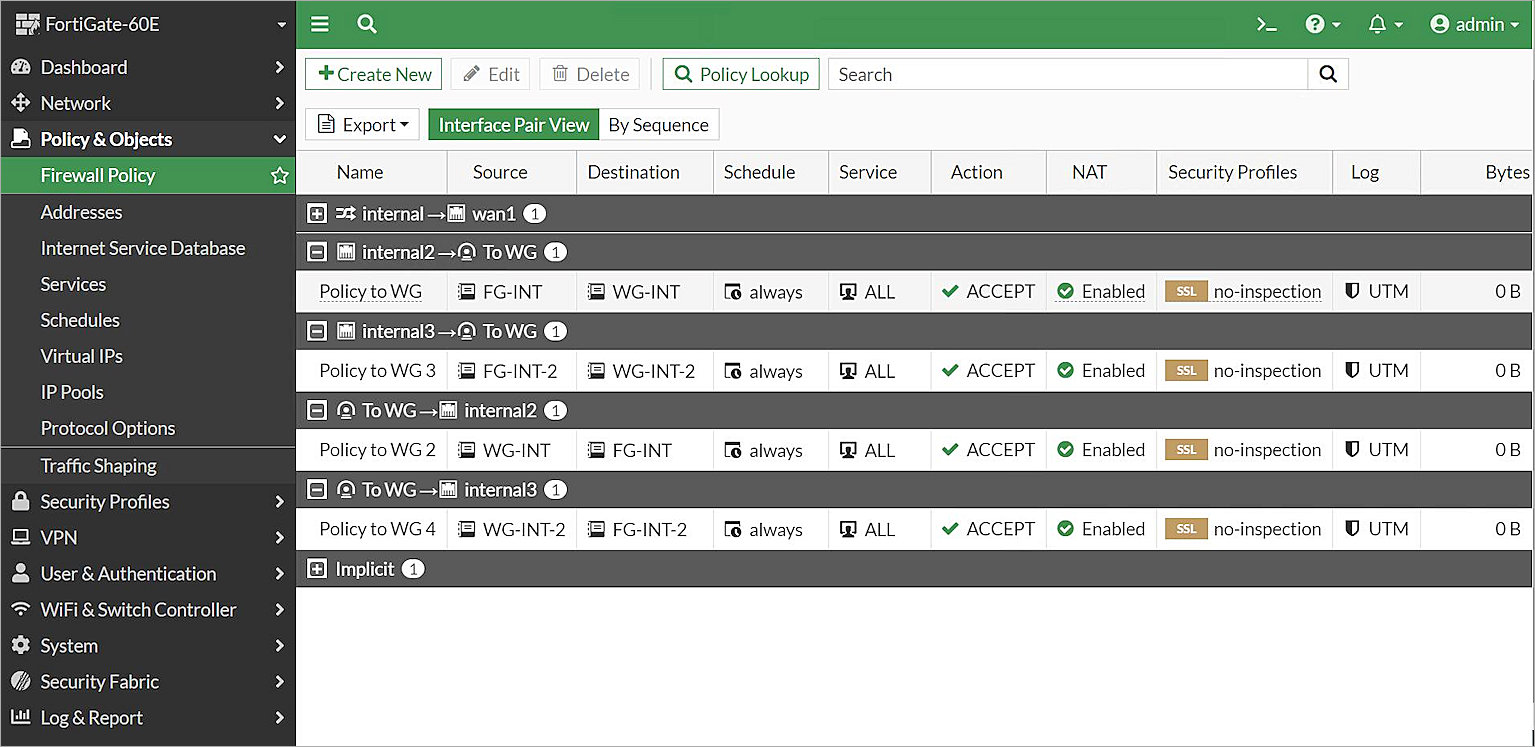 FortiGate-60E
admin
Dashboard
Network
Policy & Objects
Firewall Policy
Addresses
Internet Service Database
Services
Schedules
Virtual IPs
IP Pools
Protocol Options
Traffic Shaping
Security Profiles
VPN
User & Authentication
WiFi & Switch Controller
System
Security Fabric
Log & Report
+Create New Edit Delete Policy Lookup Search
Export Interface Pair View By Sequence
Name Source Destination Schedule Service Action NAT Security Profiles Log Bytes
internal → wan1 1
internal2 → To WG 1
Policy to WG FG-INT WG-INT always ALL ACCEPT Enabled SSL no-inspection UTM 0 B
internal3 → To WG 1
Policy to WG 3 FG-INT-2 WG-INT-2 always ALL ACCEPT Enabled SSL no-inspection UTM 0 B
To WG → internal2 1
Policy to WG 2 WG-INT FG-INT always ALL ACCEPT Enabled SSL no-inspection UTM 0 B
To WG → internal3 1
Policy to WG 4 WG-INT-2 FG-INT-2 always ALL ACCEPT Enabled SSL no-inspection UTM 0 B
Implicit 1